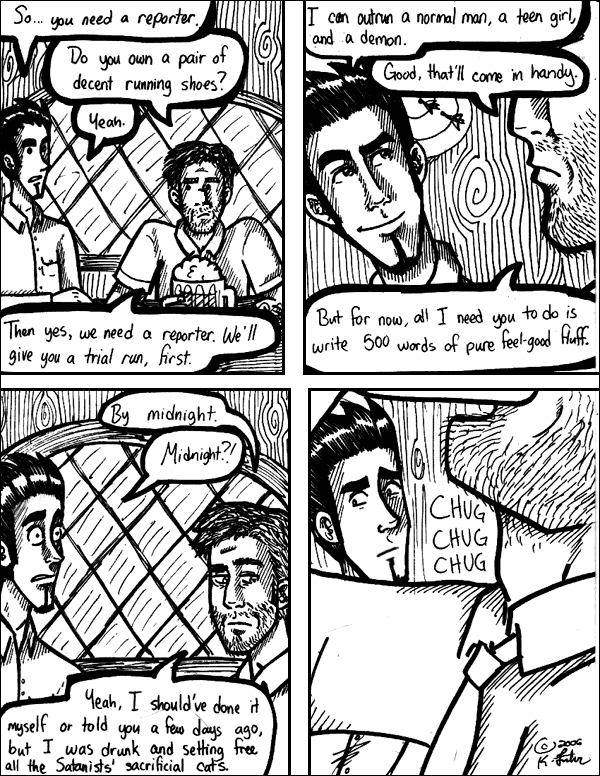 So... you need a reporter.
Do you own a pair of
decent running shoes?
Yeah.
Then yes, we need a reporter. We'll
give you a trial run, first.
I can outrun a normal man, a teen girl,
and a demon.
Good, that'll come in handy.
But for now, all I need you to do is
write 500 words of pure feel-good fluff.
By midnight.
Midnight?!
Yeah, I should've done it
myself or told you a few days ago,
but I was drunk and setting free
all the Satanists' sacrificial cats.
CHUG
CHUG
CHUG
© 2006
K.